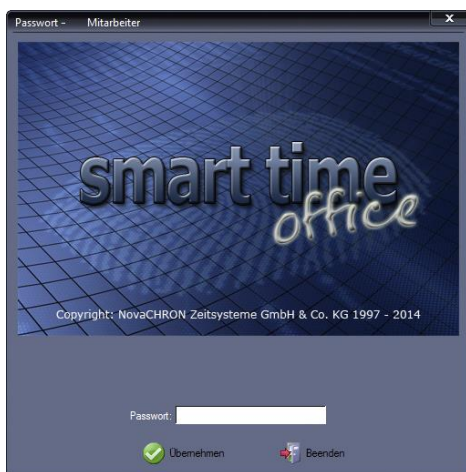 Passwort - Mitarbeiter
x
smart time
office
Copyright: NovaCHRON Zeitsysteme GmbH & Co. KG 1997 - 2014
Passwort:
Übernehmen Beenden